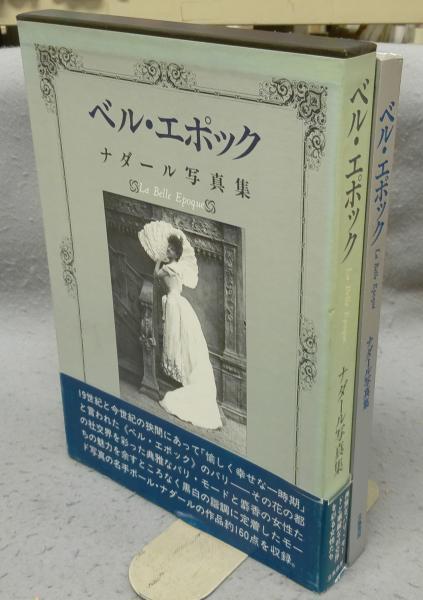 ベル・エポック
ナダール写真集
La Belle Epoque
19世紀と今世紀の狭間にあって「愉しく幸せな一時期」
と言われた〈ベル・エポック〉のパリ――その花の都
の社交界を彩った典雅なパリ・モードと麝香の女性た
ちの魅力を余すところなく黒白の諧調に定着したモー
ド写真の名手ポール・ナダールの作品約160点を収録。
ベル・エポック
La Belle Epoque
ナダール写真集
ベル・エポック
La Belle Epoque
ナダール写真集